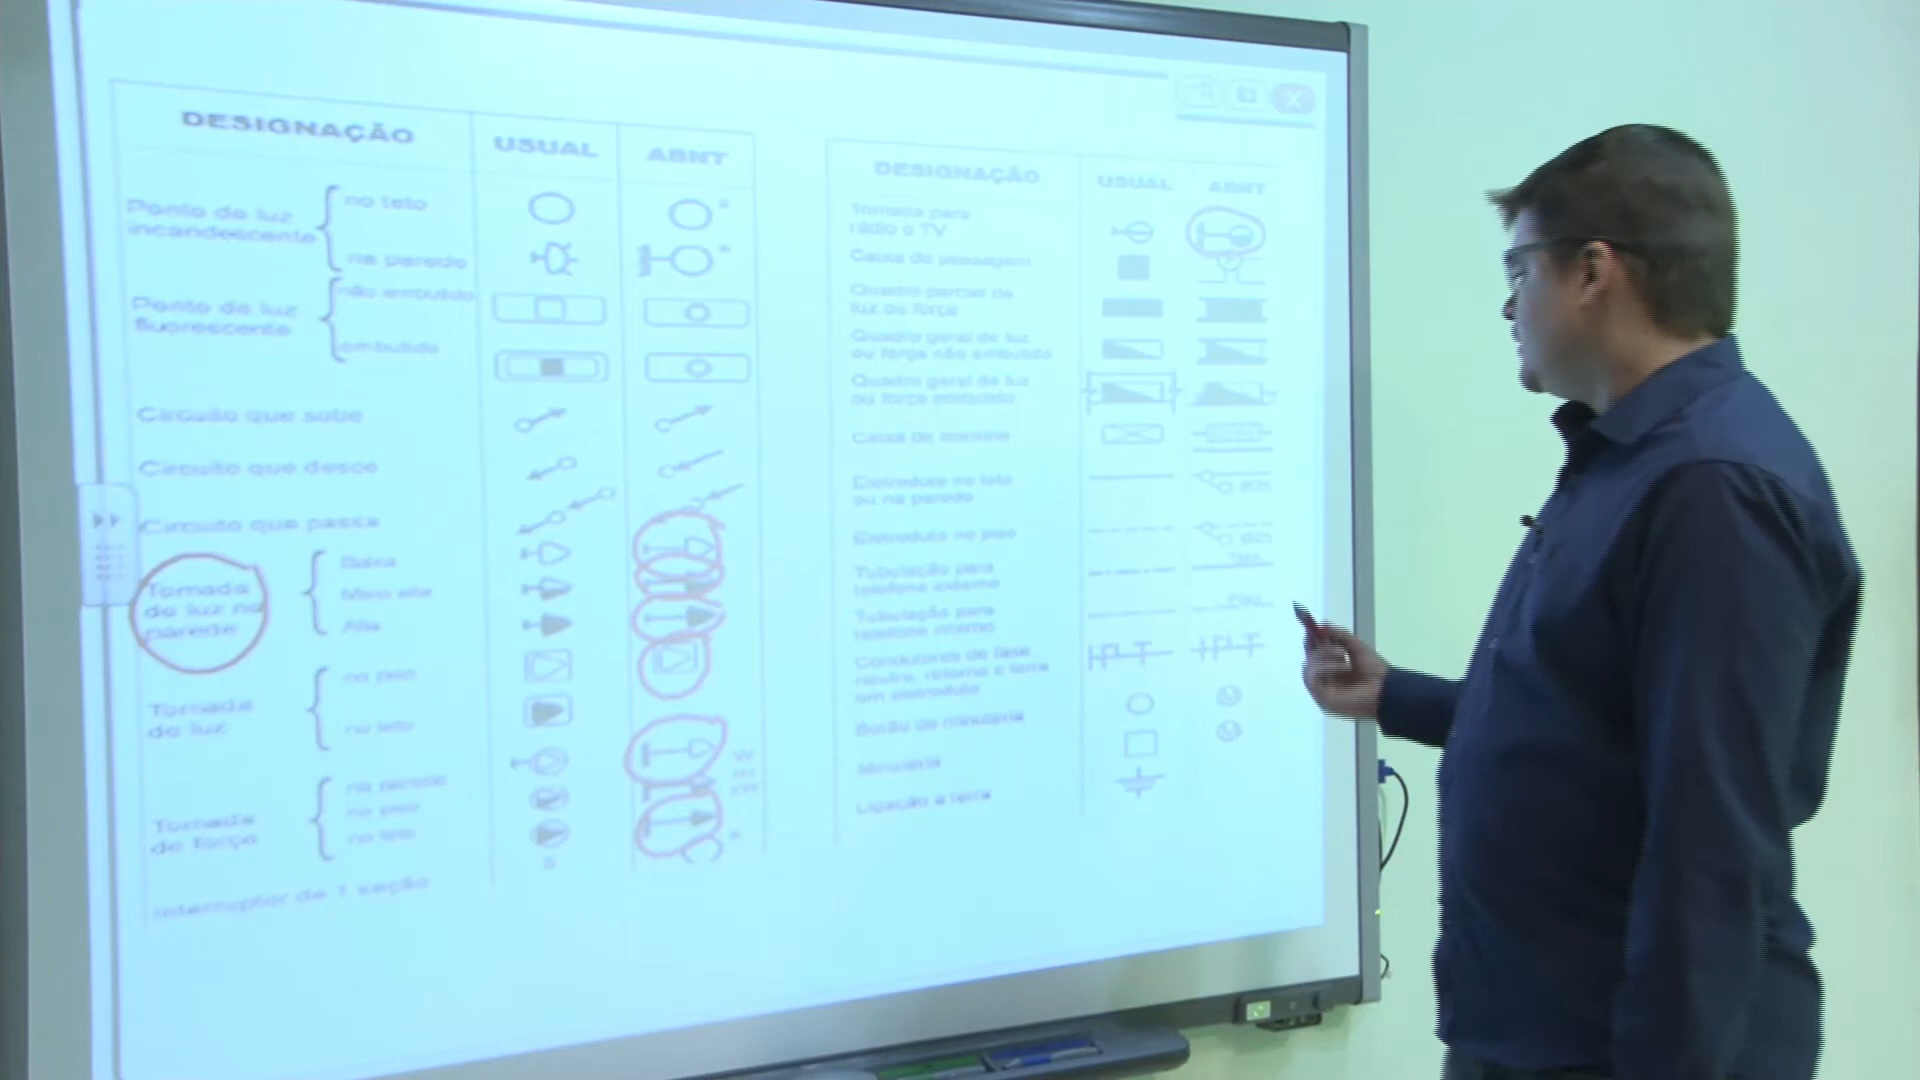 DESIGNAÇÃO
USUAL
ABNT
Ponto de luz
incandescente
no teto
na parede
Ponto de luz
fluorescente
não embutido
embutido
Circuito que sobe
Circuito que desce
Circuito que passa
Tomada
de luz na
parede
Baixa
Meio alta
Alta
Tomada
de luz
no piso
no teto
Tomada
de força
na parede
no piso
no teto
Interruptor de 1 seção
DESIGNAÇÃO
USUAL
ABNT
Tomada para
rádio e TV
Caixa de passagem
Quadro parcial de
luz ou força
Quadro geral de luz
ou força não embutido
Quadro geral de luz
ou força embutido
Caixa de telefone
Eletroduto no teto
ou na parede
Eletroduto no piso
Tubulação para
telefone externo
Tubulação para
telefone interno
Condutores de fase
neutro, retorno e terra
em eletroduto
Botão de minuteria
Minuteria
Ligação à terra